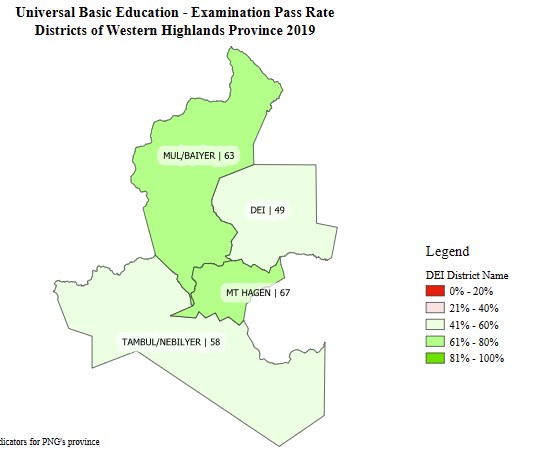 Universal Basic Education - Examination Pass Rate
Districts of Western Highlands Province 2019
MUL/BAIYER | 63
DEI | 49
MT HAGEN | 67
TAMBUL/NEBILYER | 58
Legend
DEI District Name
0% - 20%
21% - 40%
41% - 60%
61% - 80%
81% - 100%
for PNG's province